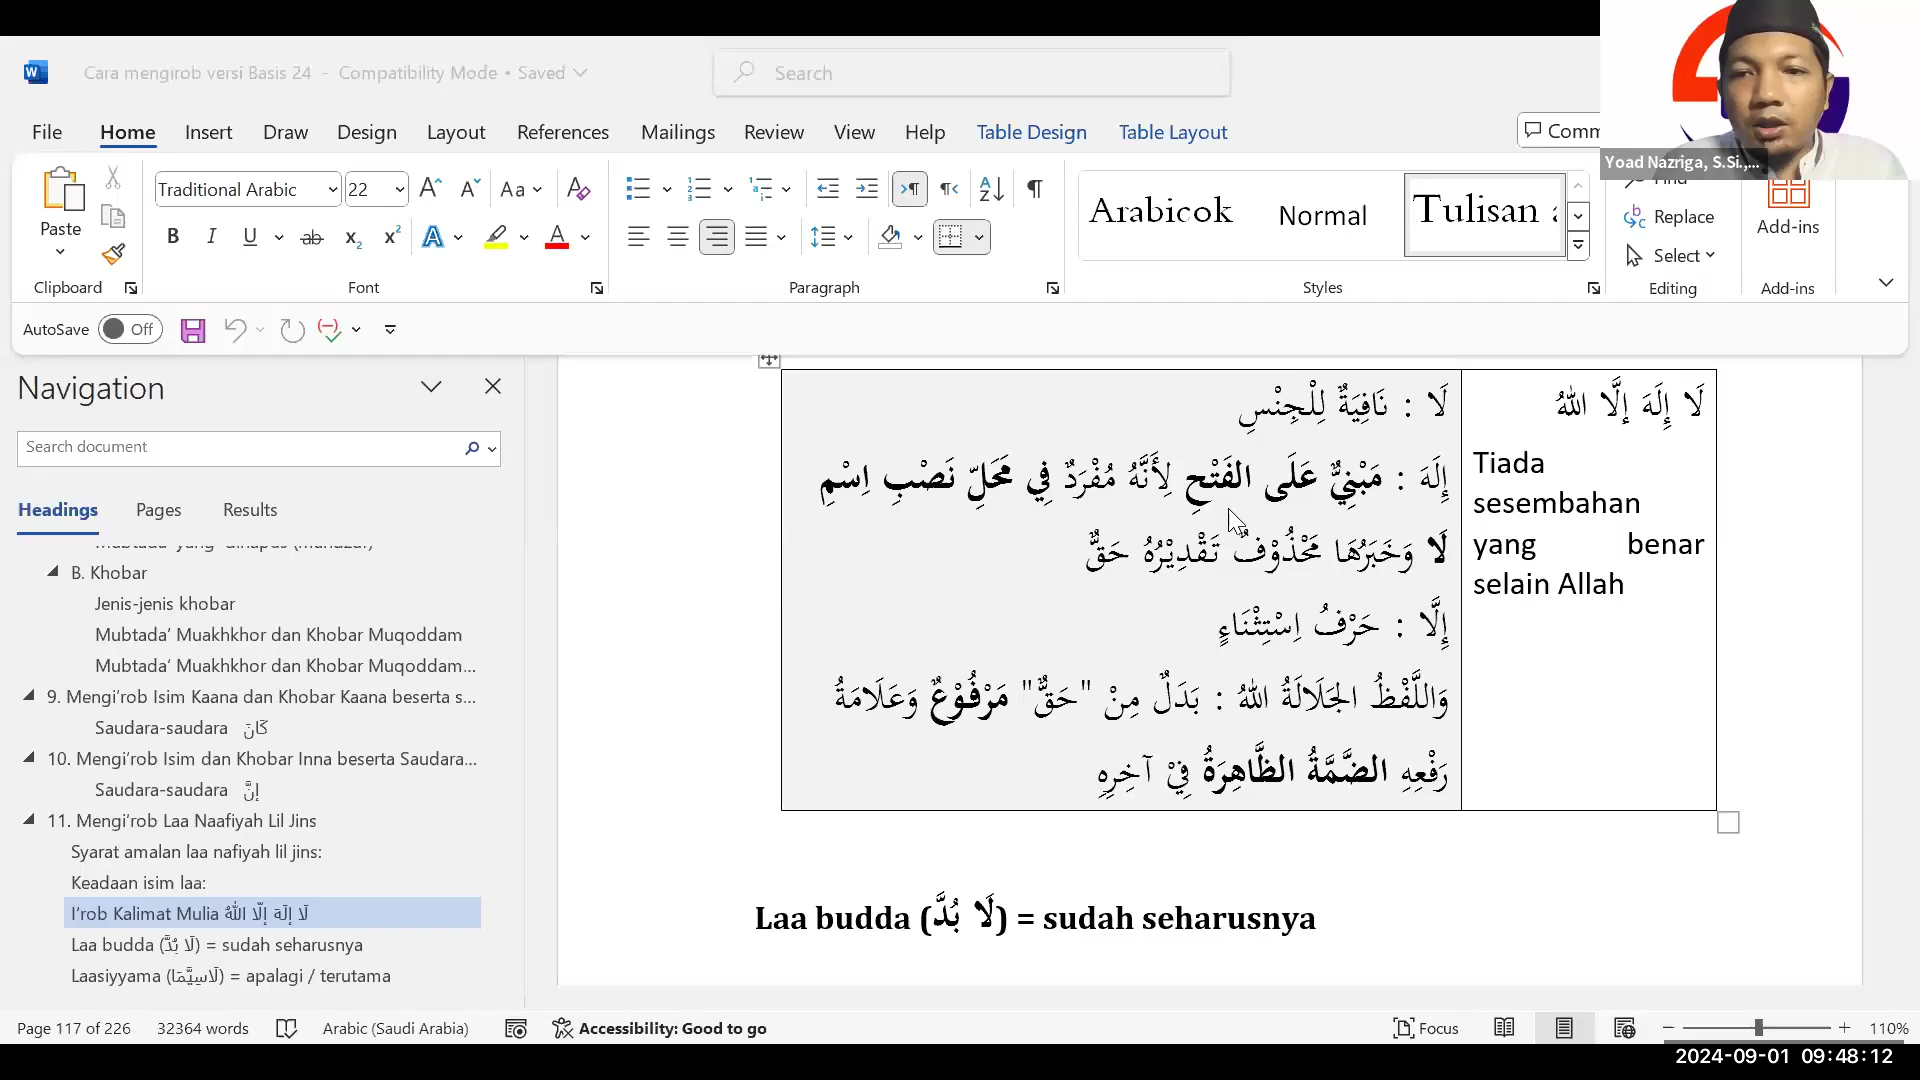 Cara mengirob versi Basis 24 - Compatibility Mode • Saved
Search
File Home Insert Draw Design Layout References Mailings Review View Help Table Design Table Layout
Comm
Yoad Nazriga, S.Si.,...
Paste
Clipboard
Traditional Arabic 22
Font
Paragraph
Arabicok Normal Tulisan a
Styles
Find
Replace
Select
Editing
Add-ins
Add-ins
AutoSave Off
Navigation
Search document
Headings Pages Results
Mubtada' yang dihapus (mahdzuf)
B. Khobar
Jenis-jenis khobar
Mubtada’ Muakhkhor dan Khobar Muqoddam
Mubtada’ Muakhkhor dan Khobar Muqoddam...
9. Mengi’rob Isim Kaana dan Khobar Kaana beserta s...
Saudara-saudara كَانَ
10. Mengi’rob Isim dan Khobar Inna beserta Saudara...
Saudara-saudara إِنَّ
11. Mengi’rob Laa Naafiyah Lil Jins
Syarat amalan laa nafiyah lil jins:
Keadaan isim laa:
I’rob Kalimat Mulia لَا إِلَهَ إِلَّا اللهُ
Laa budda (لَا بُدَّ) = sudah seharusnya
Laasiyyama (لَاسِيَّمَا) = apalagi / terutama
لَا إِلَهَ إِلَّا اللهُ
Tiada
sesembahan
yang benar
selain Allah
لَا : نَافِيَةٌ لِلْجِنْسِ
إِلَهَ : مَبْنِيٌّ عَلَى الفَتْحِ لِأَنَّهُ مُفْرَدٌ فِي مَحَلِّ نَصْبِ اِسْمِ
لَا وَخَبَرُهَا مَحْذُوْفٌ تَقْدِيْرُهُ حَقٌّ
إِلَّا : حَرْفُ اِسْتِثْنَاءٍ
وَاللَّفْظُ الجَلَالَةُ اللهُ : بَدَلٌ مِنْ "حَقٌّ" مَرْفُوْعٌ وَعَلَامَةُ
رَفْعِهِ الضَّمَّةُ الظَّاهِرَةُ فِيْ آخِرِهِ
Laa budda (لَا بُدَّ) = sudah seharusnya
Page 117 of 226 32364 words Arabic (Saudi Arabia) Accessibility: Good to go Focus 110%
2024-09-01 09:48:12